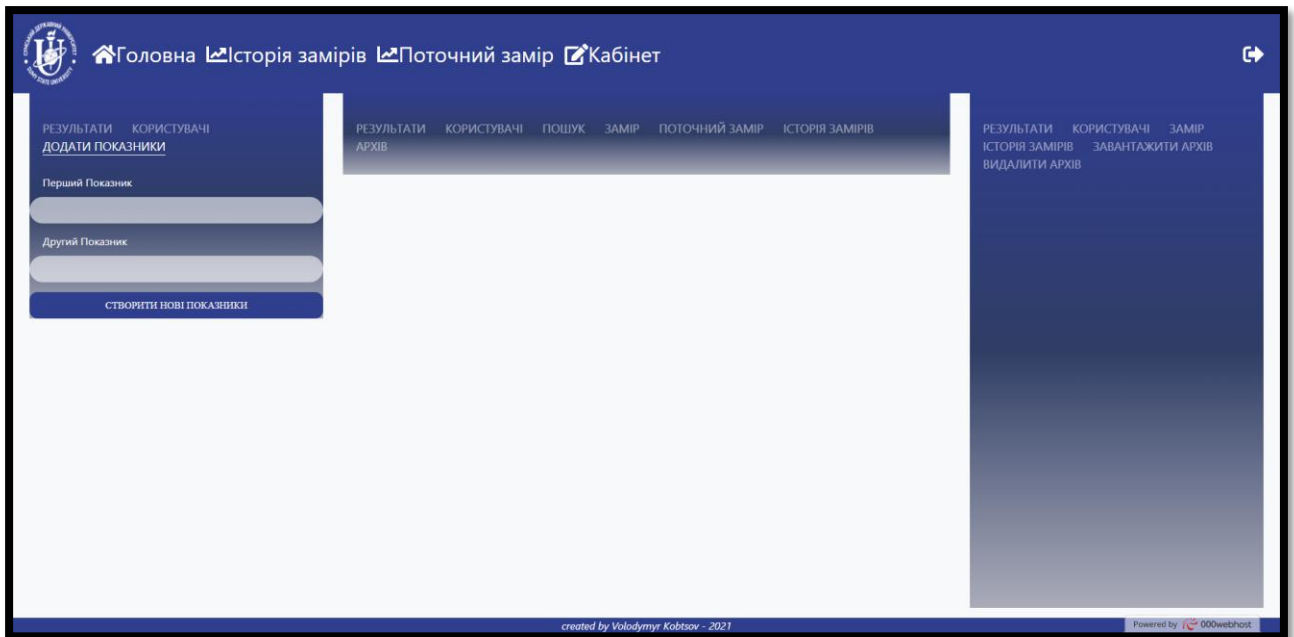 Головна Історія замірів Поточний замір Кабінет
РЕЗУЛЬТАТИ КОРИСТУВАЧІ
ДОДАТИ ПОКАЗНИКИ
Перший Показник
Другий Показник
СТВОРИТИ НОВІ ПОКАЗНИКИ
РЕЗУЛЬТАТИ КОРИСТУВАЧІ ПОШУК ЗАМІР ПОТОЧНИЙ ЗАМІР ІСТОРІЯ ЗАМІРІВ
АРХІВ
РЕЗУЛЬТАТИ КОРИСТУВАЧІ ЗАМІР
ІСТОРІЯ ЗАМІРІВ ЗАВАНТАЖИТИ АРХІВ
ВИДАЛИТИ АРХІВ
created by Volodymyr Kobtsov - 2021
Powered by 000webhost